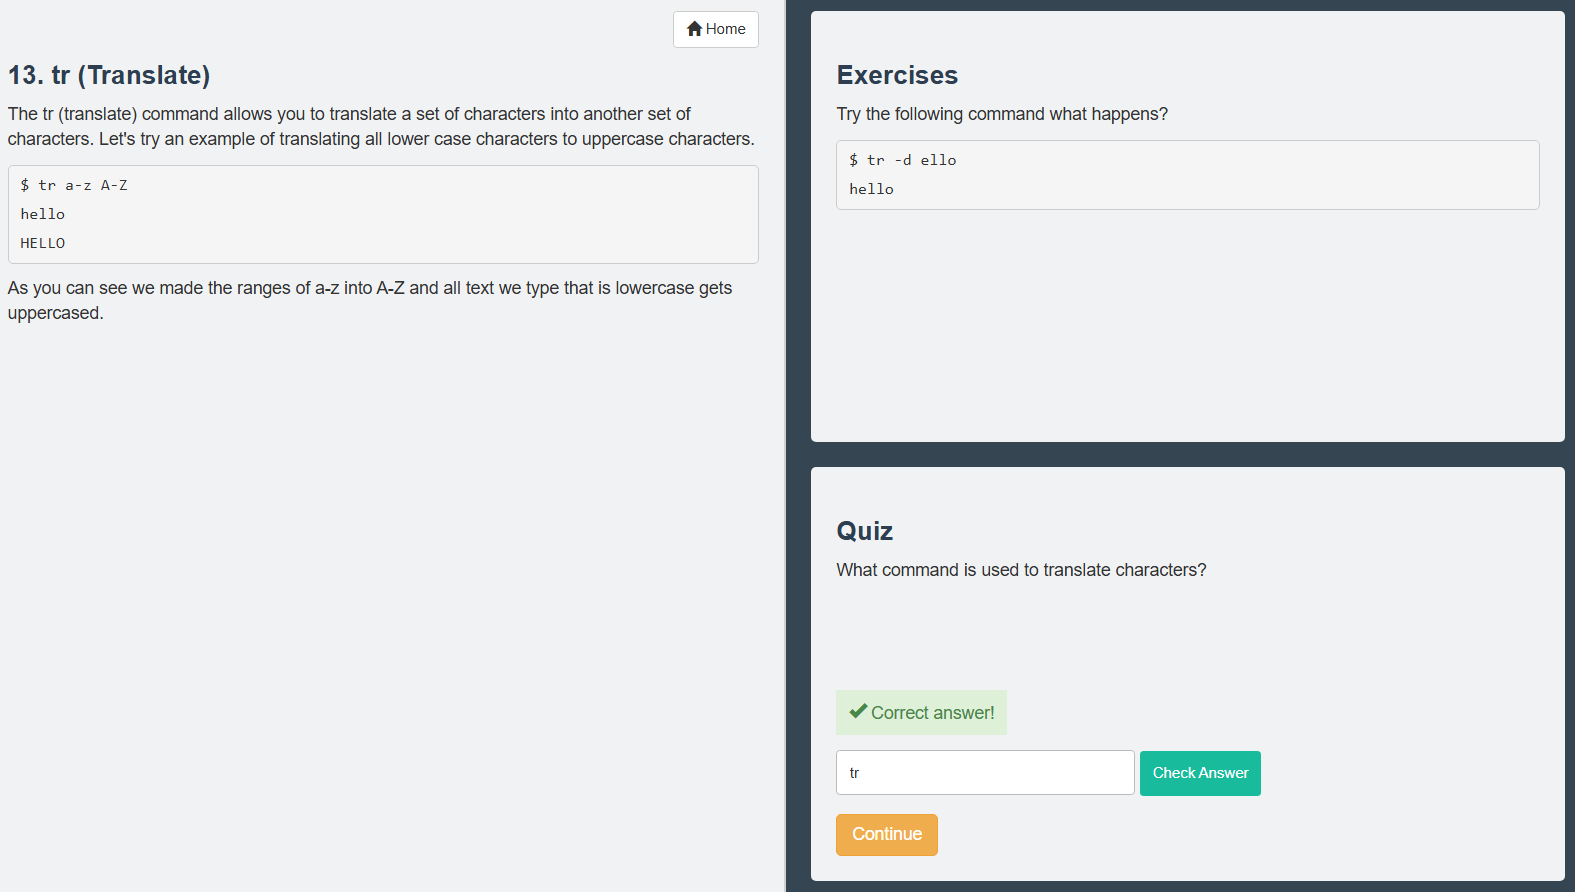 Home
13. tr (Translate)
The tr (translate) command allows you to translate a set of characters into another set of
characters. Let's try an example of translating all lower case characters to uppercase characters.
$ tr a-z A-Z
hello
HELLO
As you can see we made the ranges of a-z into A-Z and all text we type that is lowercase gets
uppercased.
Exercises
Try the following command what happens?
$ tr -d ello
hello
Quiz
What command is used to translate characters?
Correct answer!
tr
Check Answer
Continue